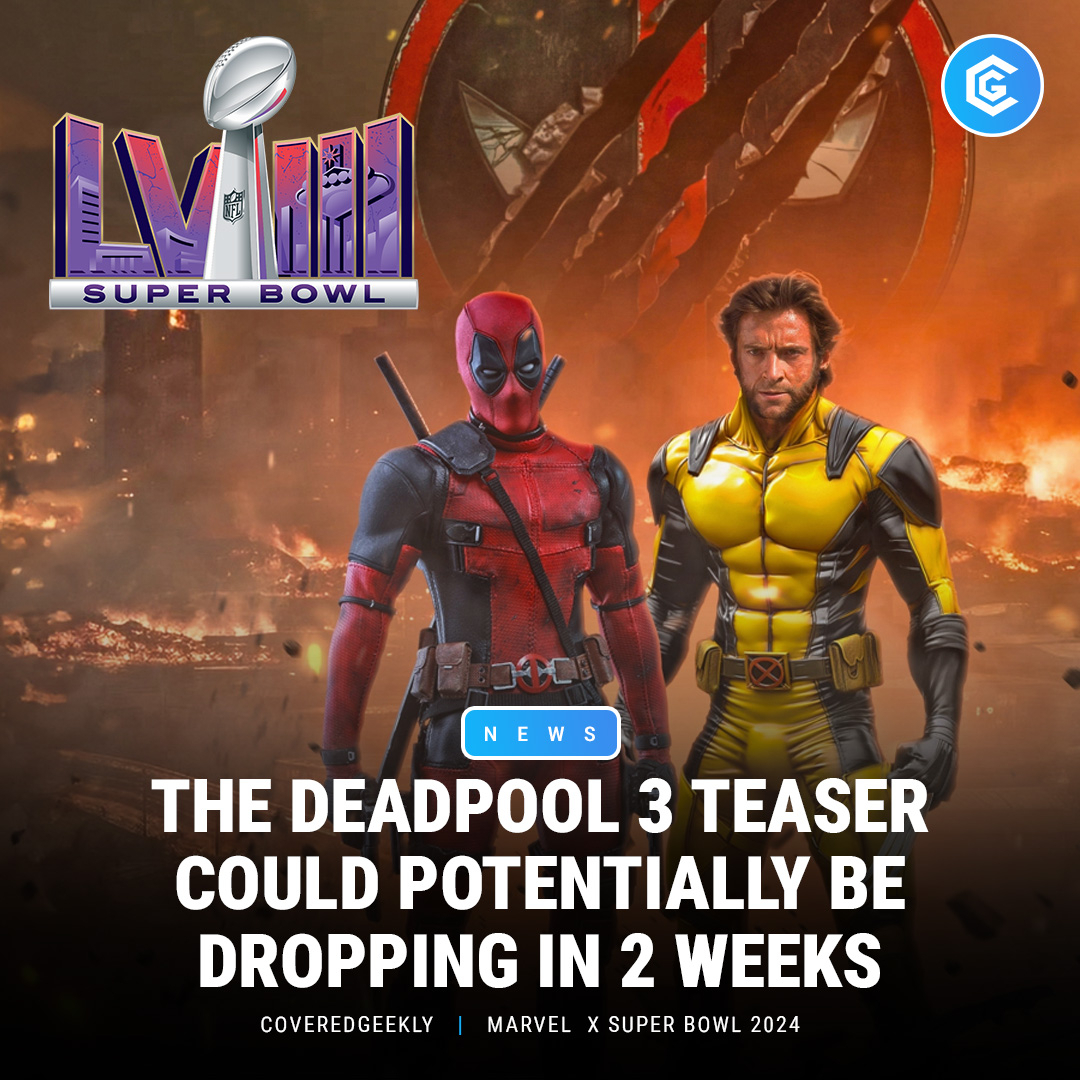 LVIII
NFL
SUPER BOWL
CG
NEWS
THE DEADPOOL 3 TEASER
COULD POTENTIALLY BE
DROPPING IN 2 WEEKS
COVEREDGEEKLY | MARVEL X SUPER BOWL 2024